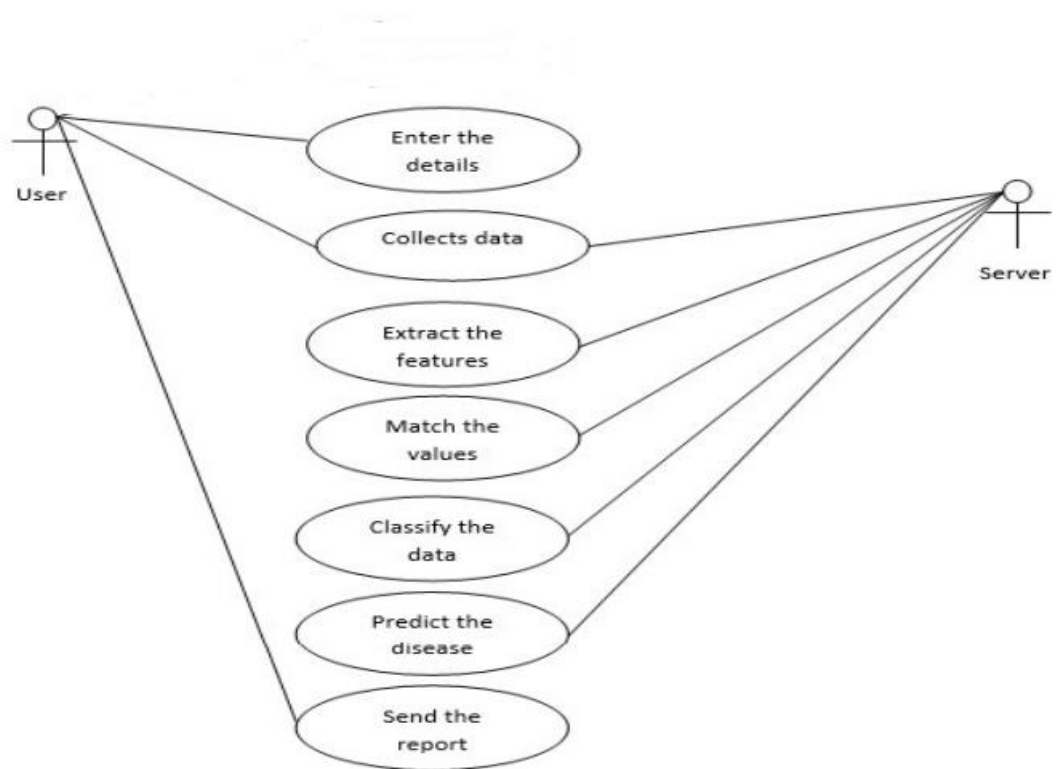 Enter the
details
User
Collects data
Server
Extract the
features
Match the
values
Classify the
data
Predict the
disease
Send the
report